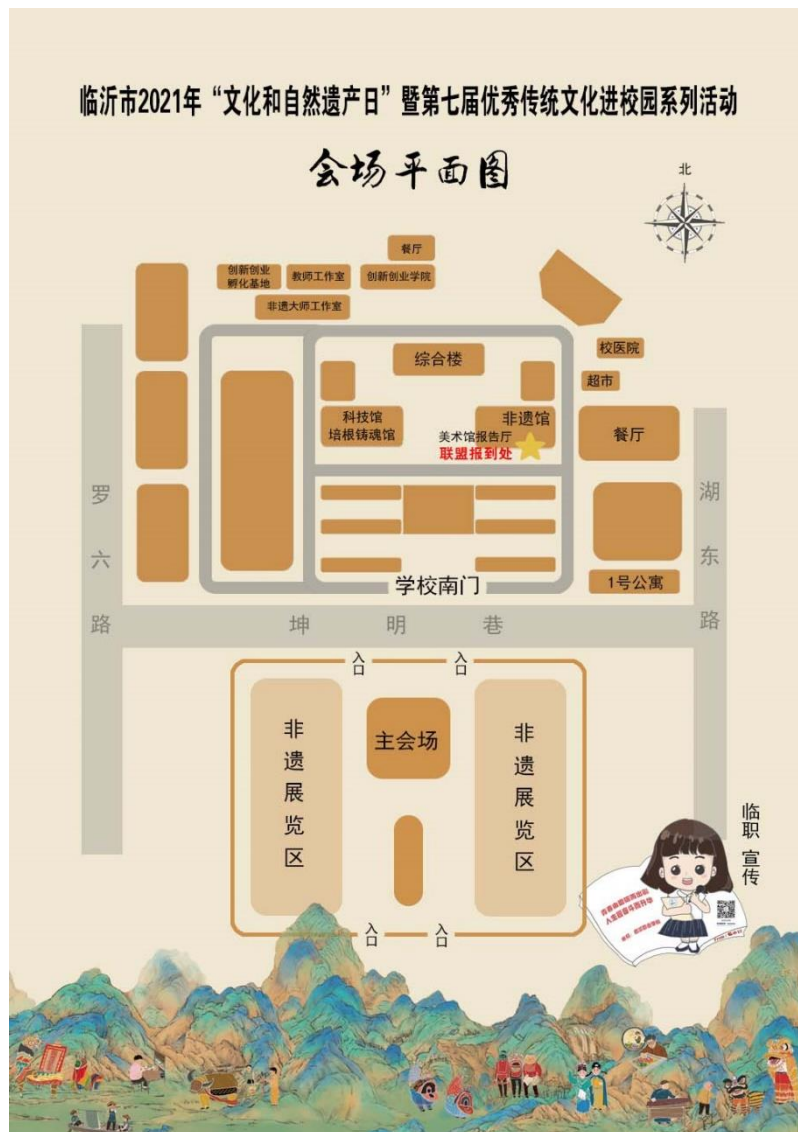 临沂市2021年“文化和自然遗产日”暨第七届优秀传统文化进校园系列活动
会场平面图
北
餐厅
创新创业
孵化基地
教师工作室
创新创业学院
非遗大师工作室
综合楼
校医院
超市
科技馆
培根铸魂馆
非遗馆
美术馆报告厅
联盟报到处
餐厅
罗六路
湖东路
学校南门
1号公寓
坤明巷
入口
入口
非遗展览区
主会场
非遗展览区
临职 宣传
入口
入口